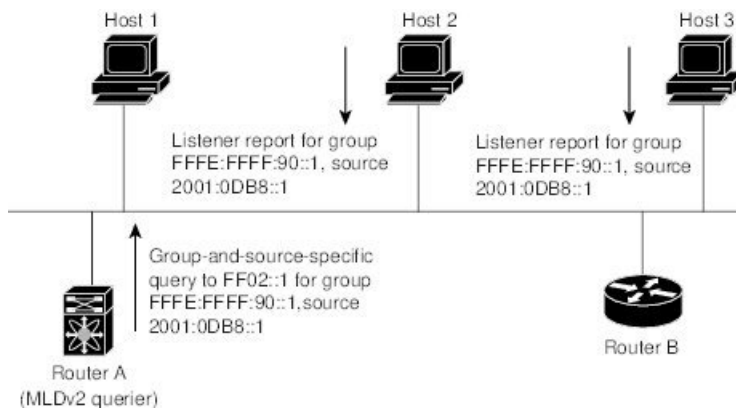 Host 1
Host 2
Host 3
Listener report for group
FFFE:FFFF:90::1, source
2001:0DB8::1
Listener report for group
FFFE:FFFF:90::1, source
2001:0DB8::1
Group-and-source-specific
query to FF02::1 for group
FFFE:FFFF:90::1,source
2001:0DB8::1
Router A
(MLDv2 querier)
Router B